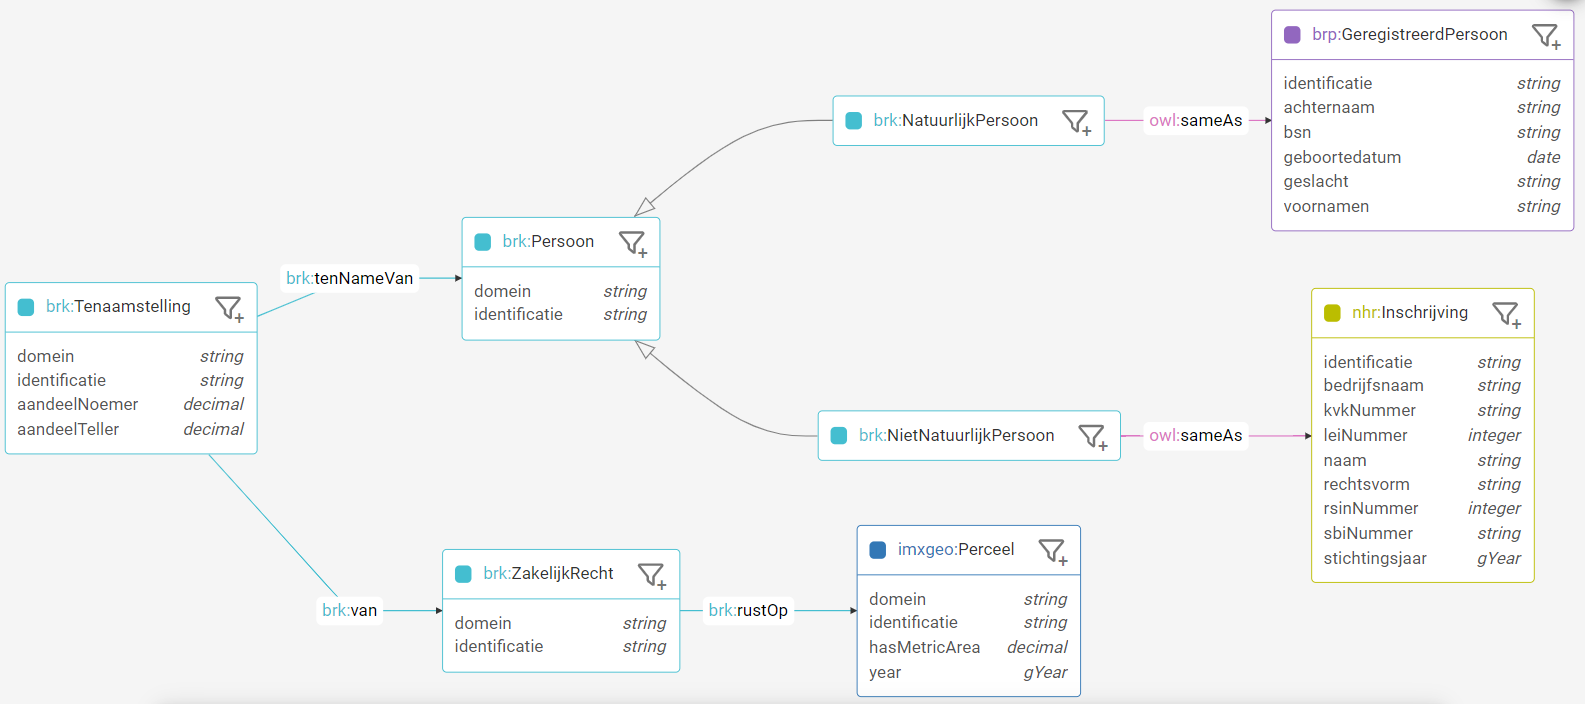 brp:GeregistreerdPersoon
identificatie string
achternaam string
bsn string
geboortedatum date
geslacht string
voornamen string
brk:NatuurlijkPersoon
owl:sameAs
brk:Persoon
domein string
identificatie string
brk:tenNameVan
brk:Tenaamstelling
domein string
identificatie string
aandeelNoemer decimal
aandeelTeller decimal
nhr:Inschrijving
identificatie string
bedrijfsnaam string
kvkNummer string
leiNummer integer
naam string
rechtsvorm string
rsinNummer integer
sbiNummer string
stichtingsjaar gYear
brk:NietNatuurlijkPersoon
owl:sameAs
brk:van
brk:ZakelijkRecht
domein string
identificatie string
brk:rustOp
imxgeo:Perceel
domein string
identificatie string
hasMetricArea decimal
year gYear